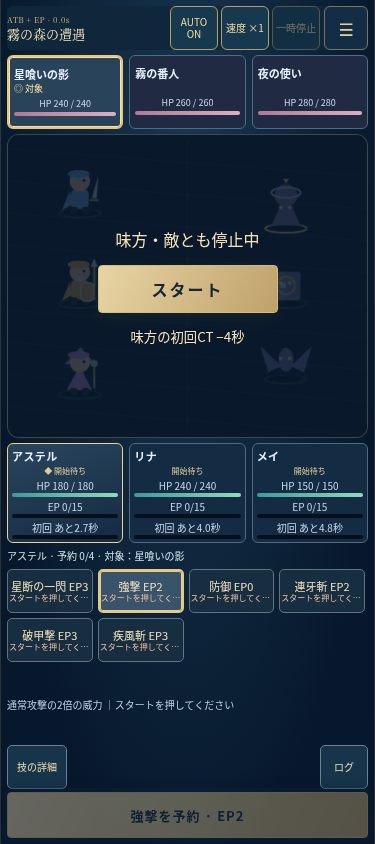 ATB + EP · 0.0s
霧の森の遭遇
AUTO
ON
速度 ×1
一時停止
☰
星喰いの影
◎ 対象
HP 240 / 240
霧の番人
HP 260 / 260
夜の使い
HP 280 / 280
味方・敵とも停止中
スタート
味方の初回CT −4秒
アステル
◆ 開始待ち
HP 180 / 180
EP 0/15
初回 あと2.7秒
リナ
開始待ち
HP 240 / 240
EP 0/15
初回 あと4.0秒
メイ
開始待ち
HP 150 / 150
EP 0/15
初回 あと4.8秒
アステル · 予約 0/4 · 対象：星喰いの影
星断の一閃 EP3
スタートを押してく…
強撃 EP2
スタートを押してく…
防御 EP0
スタートを押してく…
連牙斬 EP2
スタートを押してく…
破甲撃 EP3
スタートを押してく…
疾風斬 EP3
スタートを押してく…
通常攻撃の2倍の威力｜スタートを押してください
技の詳細
ログ
強撃を予約 · EP2